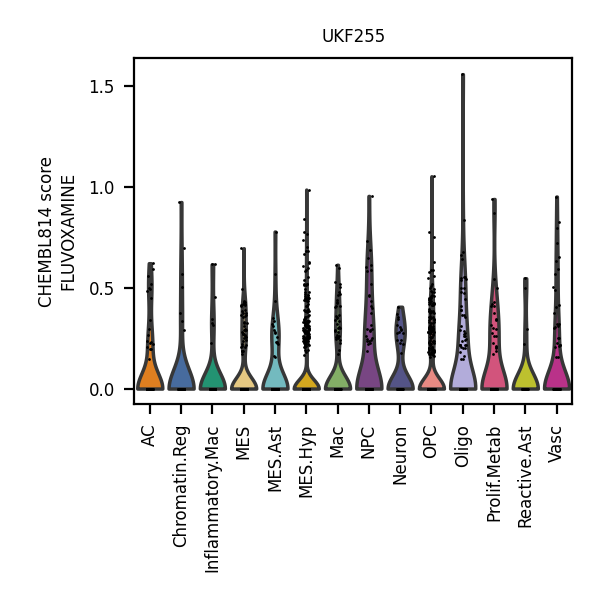 UKF255
CHEMBL814 score
FLUVOXAMINE
1.5
1.0
0.5
0.0
AC
Chromatin.Reg
Inflammatory.Mac
MES
MES.Ast
MES.Hyp
Mac
NPC
Neuron
OPC
Oligo
Prolif.Metab
Reactive.Ast
Vasc